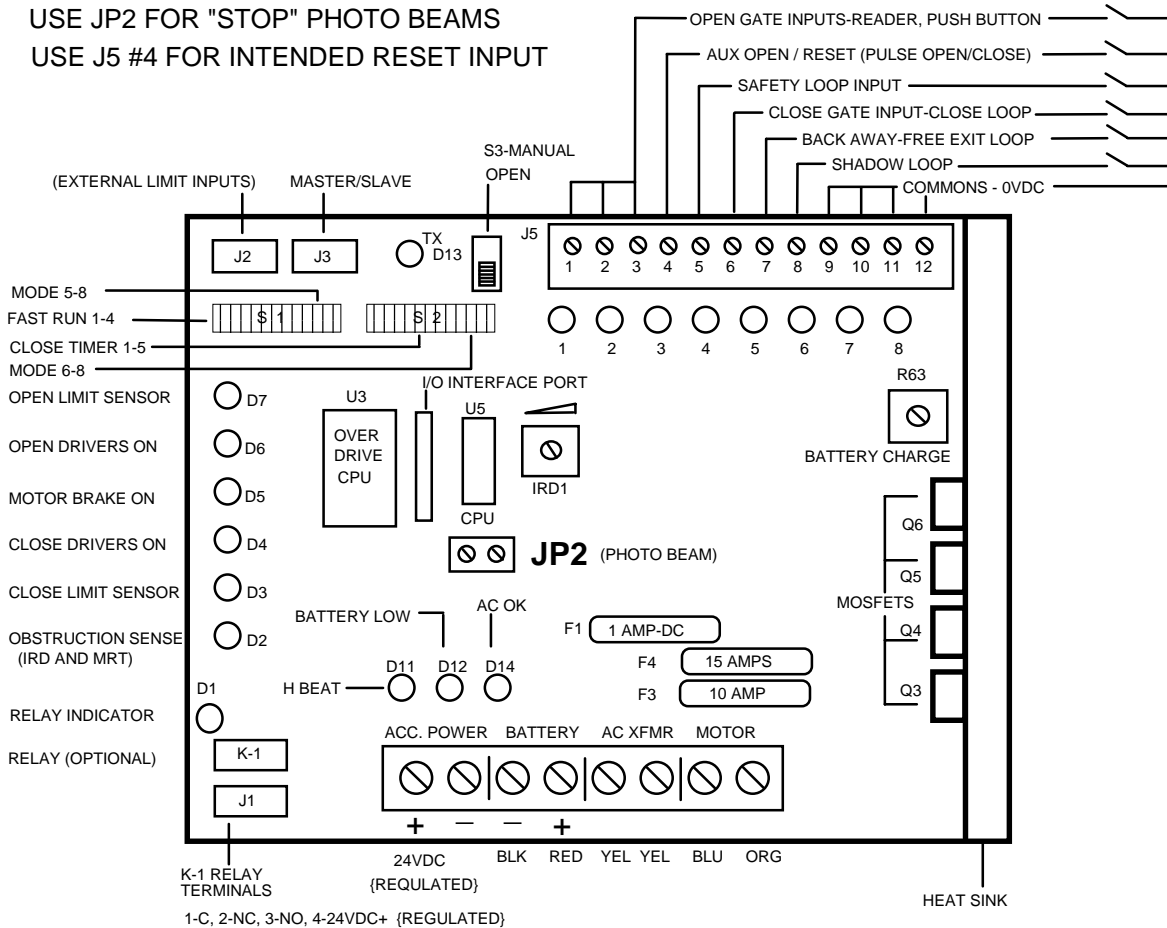 USE JP2 FOR "STOP" PHOTO BEAMS
USE J5 #4 FOR INTENDED RESET INPUT
OPEN GATE INPUTS-READER, PUSH BUTTON
AUX OPEN / RESET (PULSE OPEN/CLOSE)
SAFETY LOOP INPUT
CLOSE GATE INPUT-CLOSE LOOP
BACK AWAY-FREE EXIT LOOP
SHADOW LOOP
COMMONS - 0VDC
S3-MANUAL
OPEN
(EXTERNAL LIMIT INPUTS)
MASTER/SLAVE
J2
J3
TX
D13
J5
1 2 3 4 5 6 7 8 9 10 11 12
MODE 5-8
FAST RUN 1-4
S 1
S 2
CLOSE TIMER 1-5
MODE 6-8
1 2 3 4 5 6 7 8
OPEN LIMIT SENSOR
D7
OPEN DRIVERS ON
D6
MOTOR BRAKE ON
D5
CLOSE DRIVERS ON
D4
CLOSE LIMIT SENSOR
D3
OBSTRUCTION SENSE
(IRD AND MRT)
D2
U3
OVER
DRIVE
CPU
I/O INTERFACE PORT
U5
CPU
IRD1
R63
BATTERY CHARGE
JP2 (PHOTO BEAM)
Q6
Q5
MOSFETS
Q4
Q3
BATTERY LOW
AC OK
F1 1 AMP-DC
F4 15 AMPS
F3 10 AMP
H BEAT
D11 D12 D14
D1
RELAY INDICATOR
RELAY (OPTIONAL)
K-1
J1
ACC. POWER BATTERY AC XFMR MOTOR
+ — — +
24VDC
{REQULATED}
BLK RED YEL YEL BLU ORG
K-1 RELAY
TERMINALS
1-C, 2-NC, 3-NO, 4-24VDC+ {REGULATED}
HEAT SINK